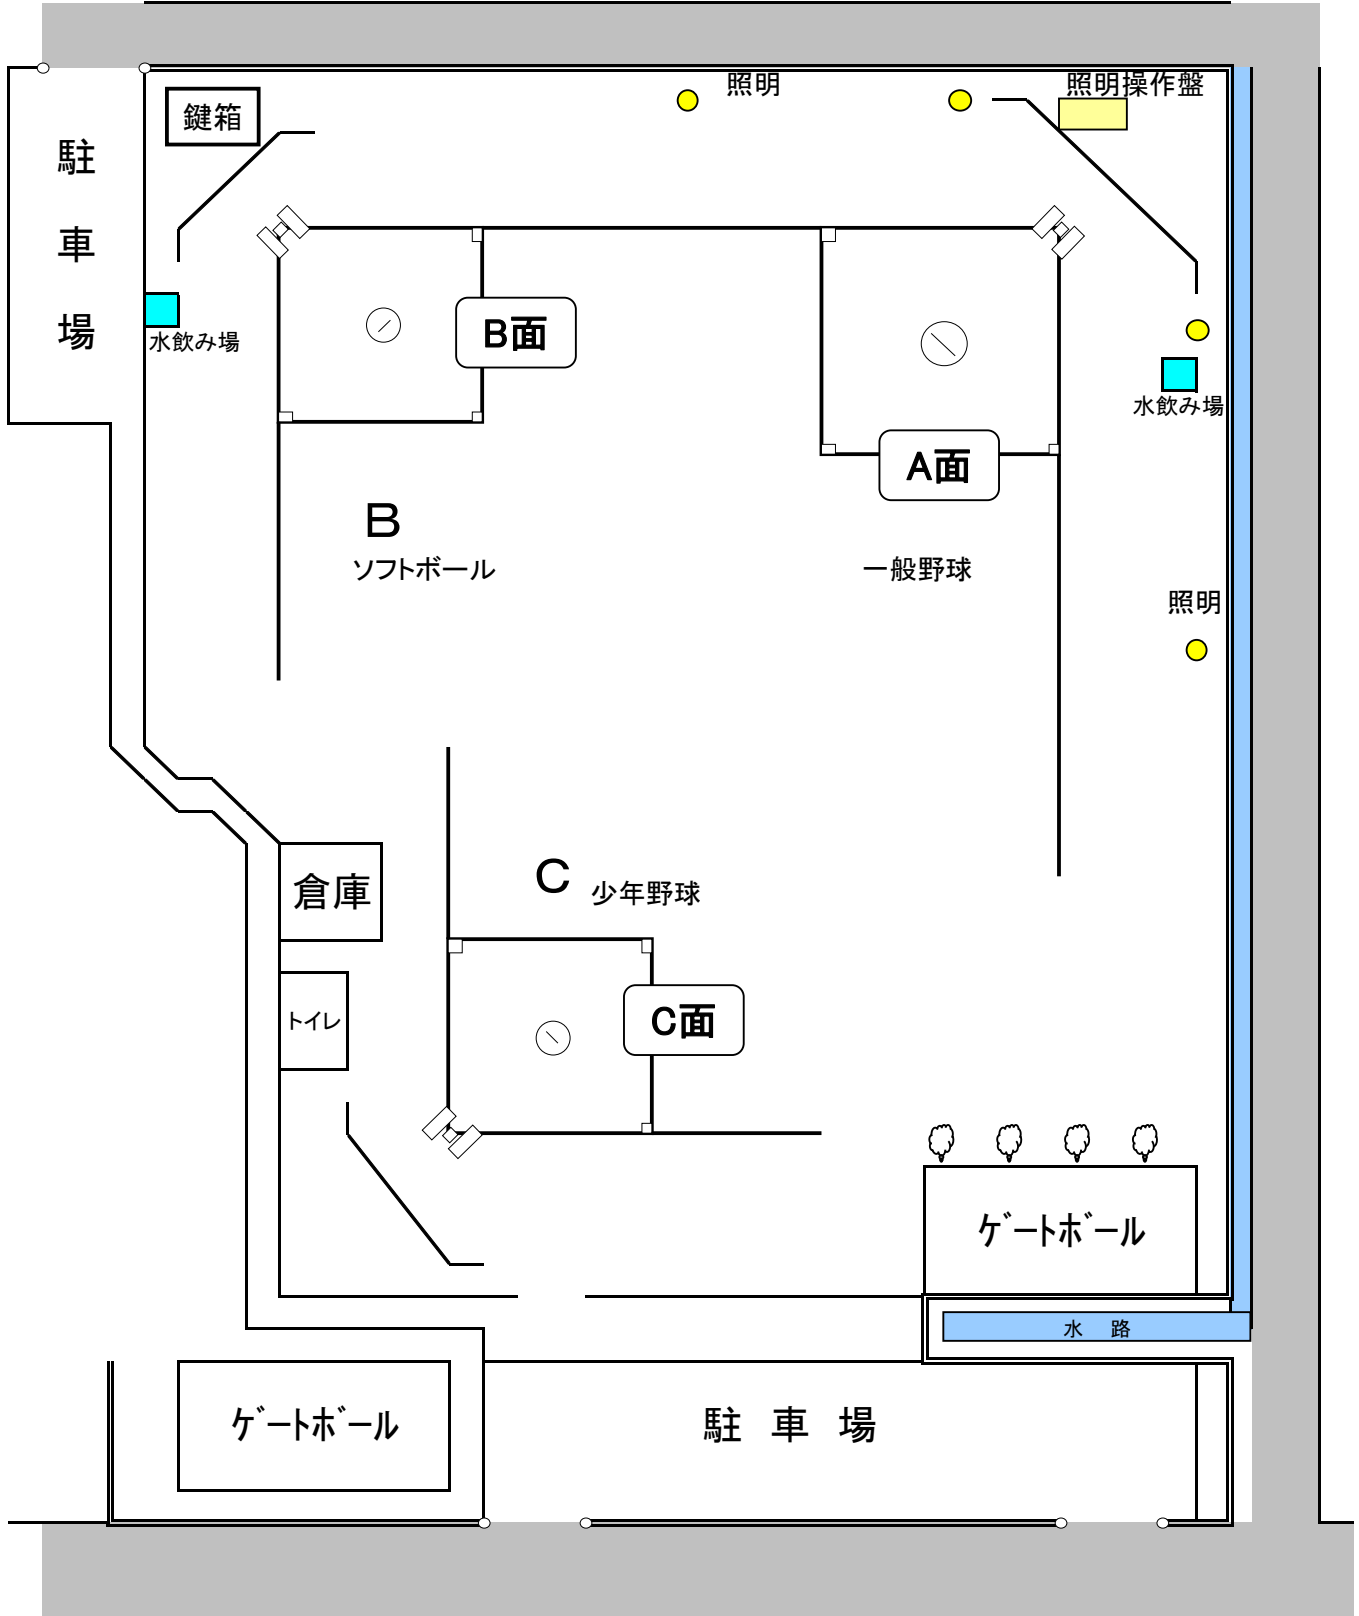 照明
照明操作盤
鍵箱
駐車場
水飲み場
B面
水飲み場
A面
B
ソフトボール
一般野球
照明
C
少年野球
倉庫
トイレ
C面
ｹﾞｰﾄﾎﾞｰﾙ
水　路
ｹﾞｰﾄﾎﾞｰﾙ
駐　車　場